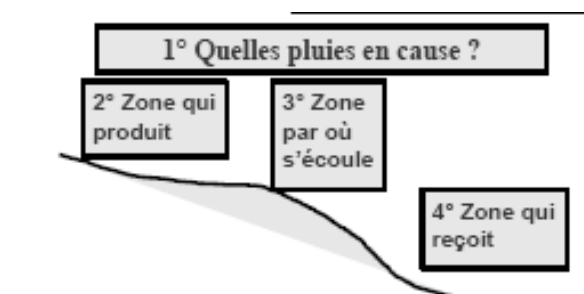 1° Quelles pluies en cause ?
2° Zone qui
produit
3° Zone
par où
s'écoule
4° Zone qui
reçoit